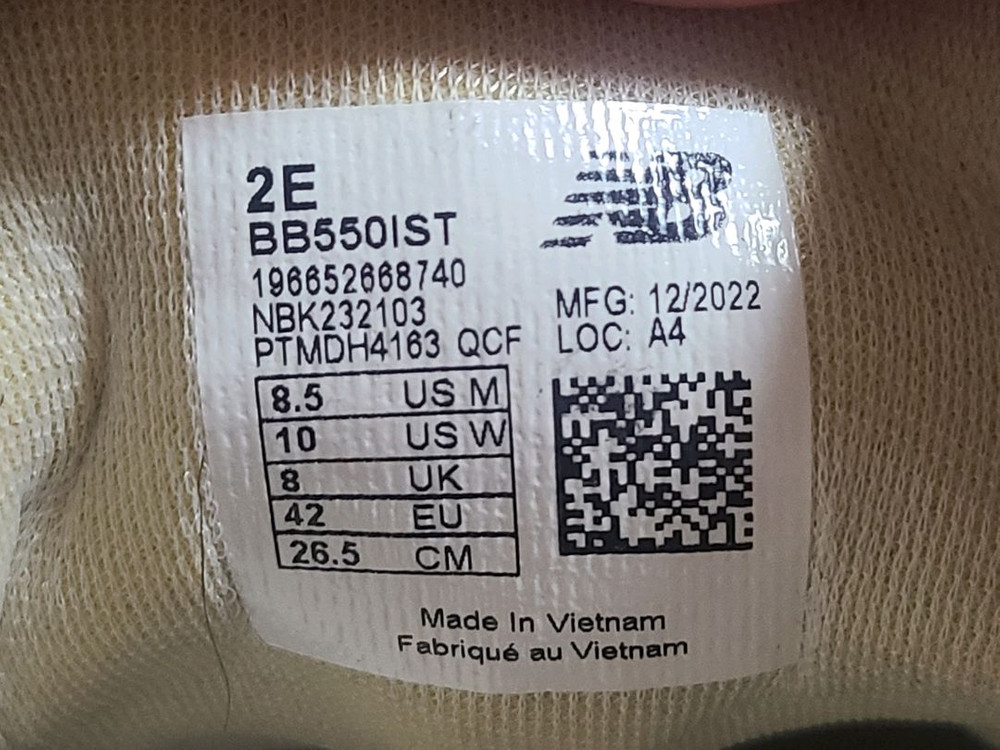 2E
BB550IST
196652668740
NBK232103
PTMDH4163 QCF
MFG: 12/2022
LOC: A4
8.5 US M
10 US W
8 UK
42 EU
26.5 CM
Made In Vietnam
Fabriqué au Vietnam